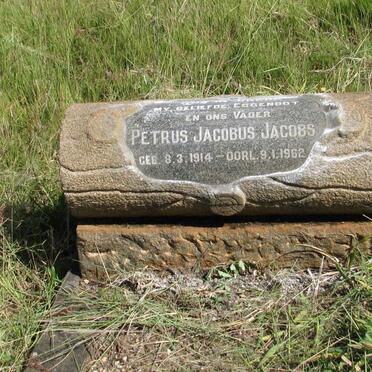 MY GELIEFDE EGGENOOT
EN ONS VADER
PETRUS JACOBUS JACOBS
GEB. 8.3.1914 - OORL. 9.1.1962